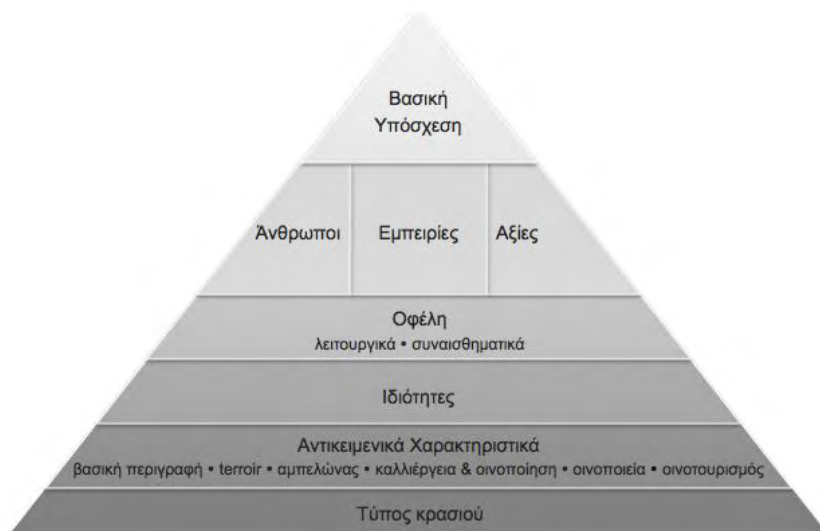 Βασική
Υπόσχεση
Άνθρωποι Εμπειρίες Αξίες
Οφέλη
λειτουργικά • συναισθηματικά
Ιδιότητες
Αντικειμενικά Χαρακτηριστικά
βασική περιγραφή • terroir • αμπελώνας • καλλιέργεια & οινοποίηση • οινοποιεία • οινοτουρισμός
Τύπος κρασιού